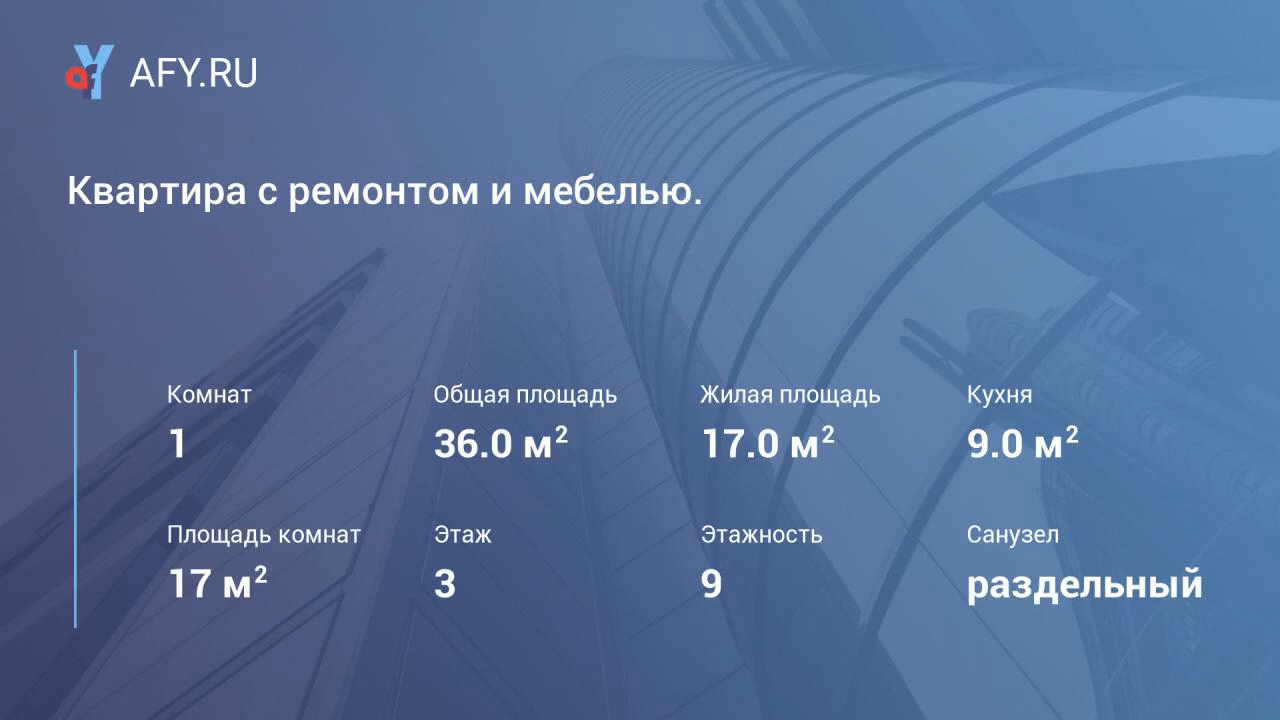 AFY.RU
Квартира с ремонтом и мебелью.
Комнат
1
Общая площадь
36.0 м²
Жилая площадь
17.0 м²
Кухня
9.0 м²
Площадь комнат
17 м²
Этаж
3
Этажность
9
Санузел
раздельный